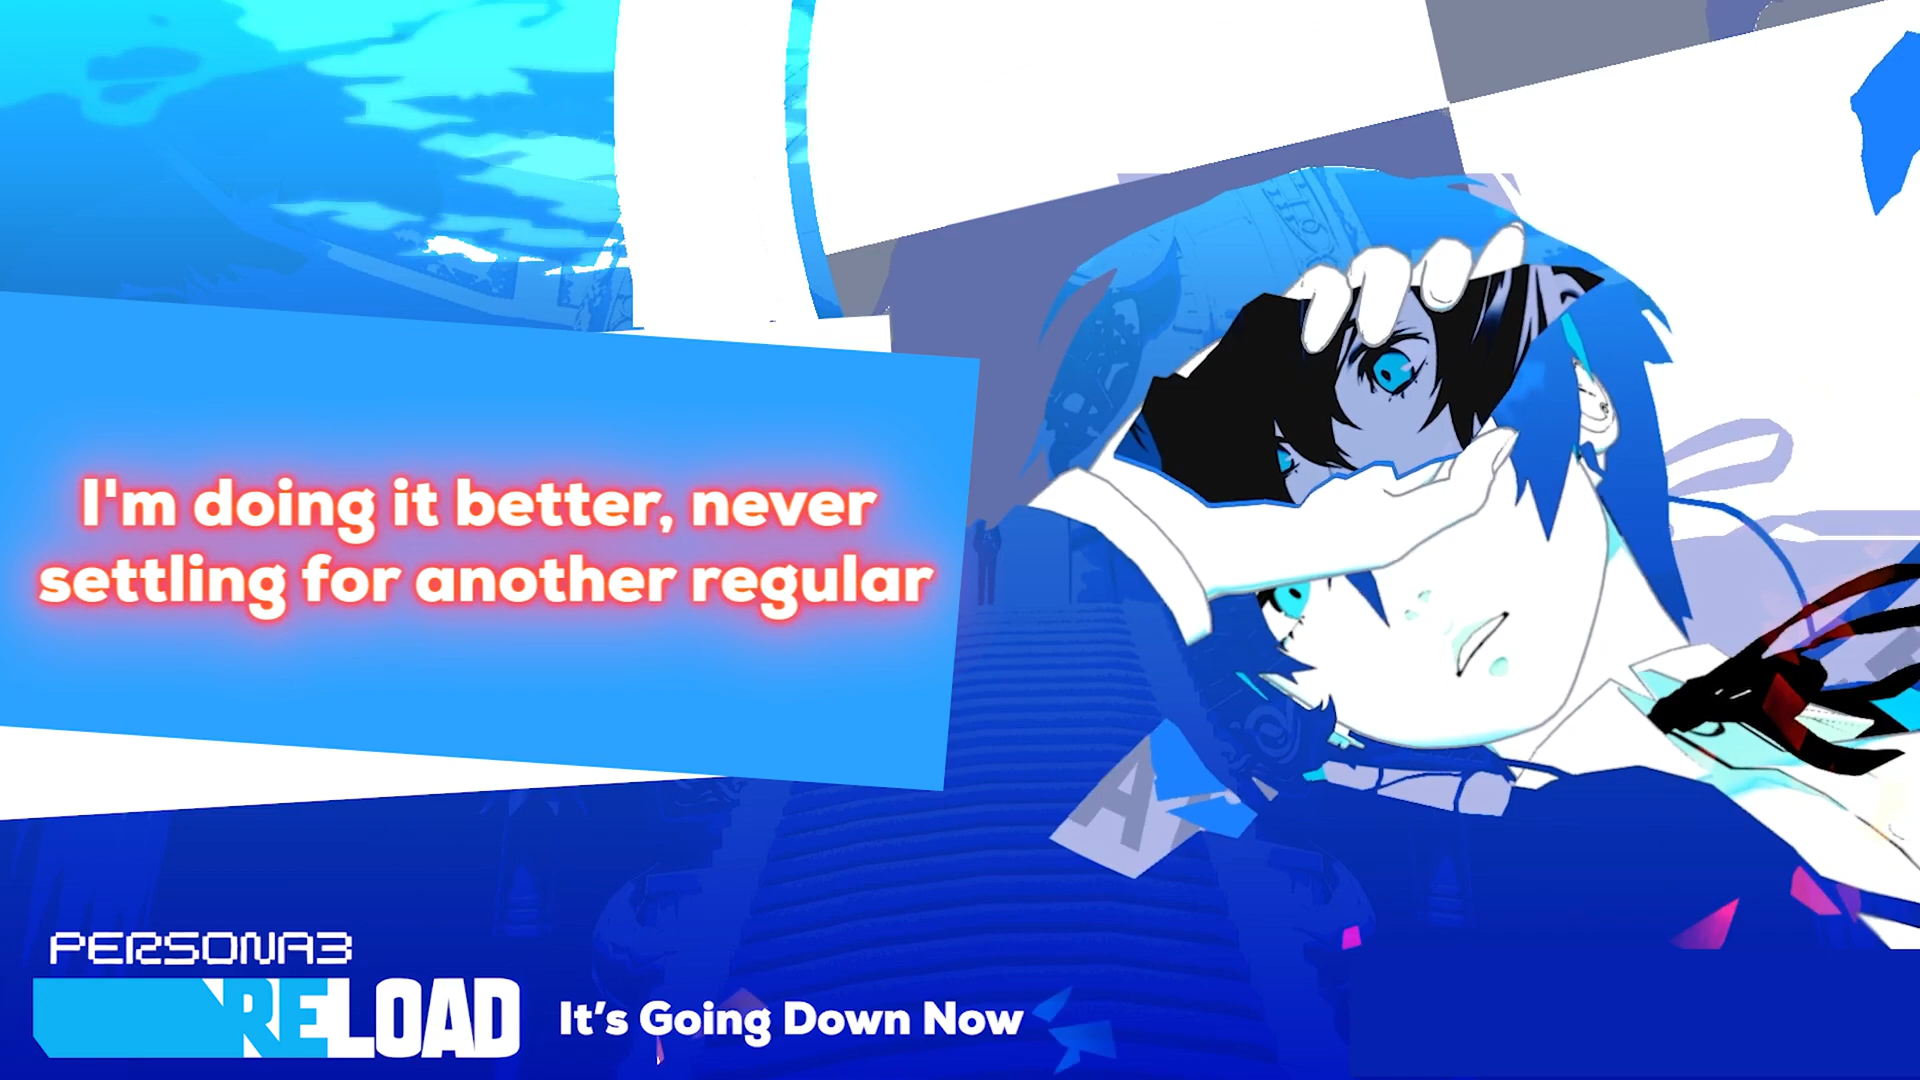 I'm doing it better, never
settling for another regular
A
PERSONA3
RELOAD
It's Going Down Now